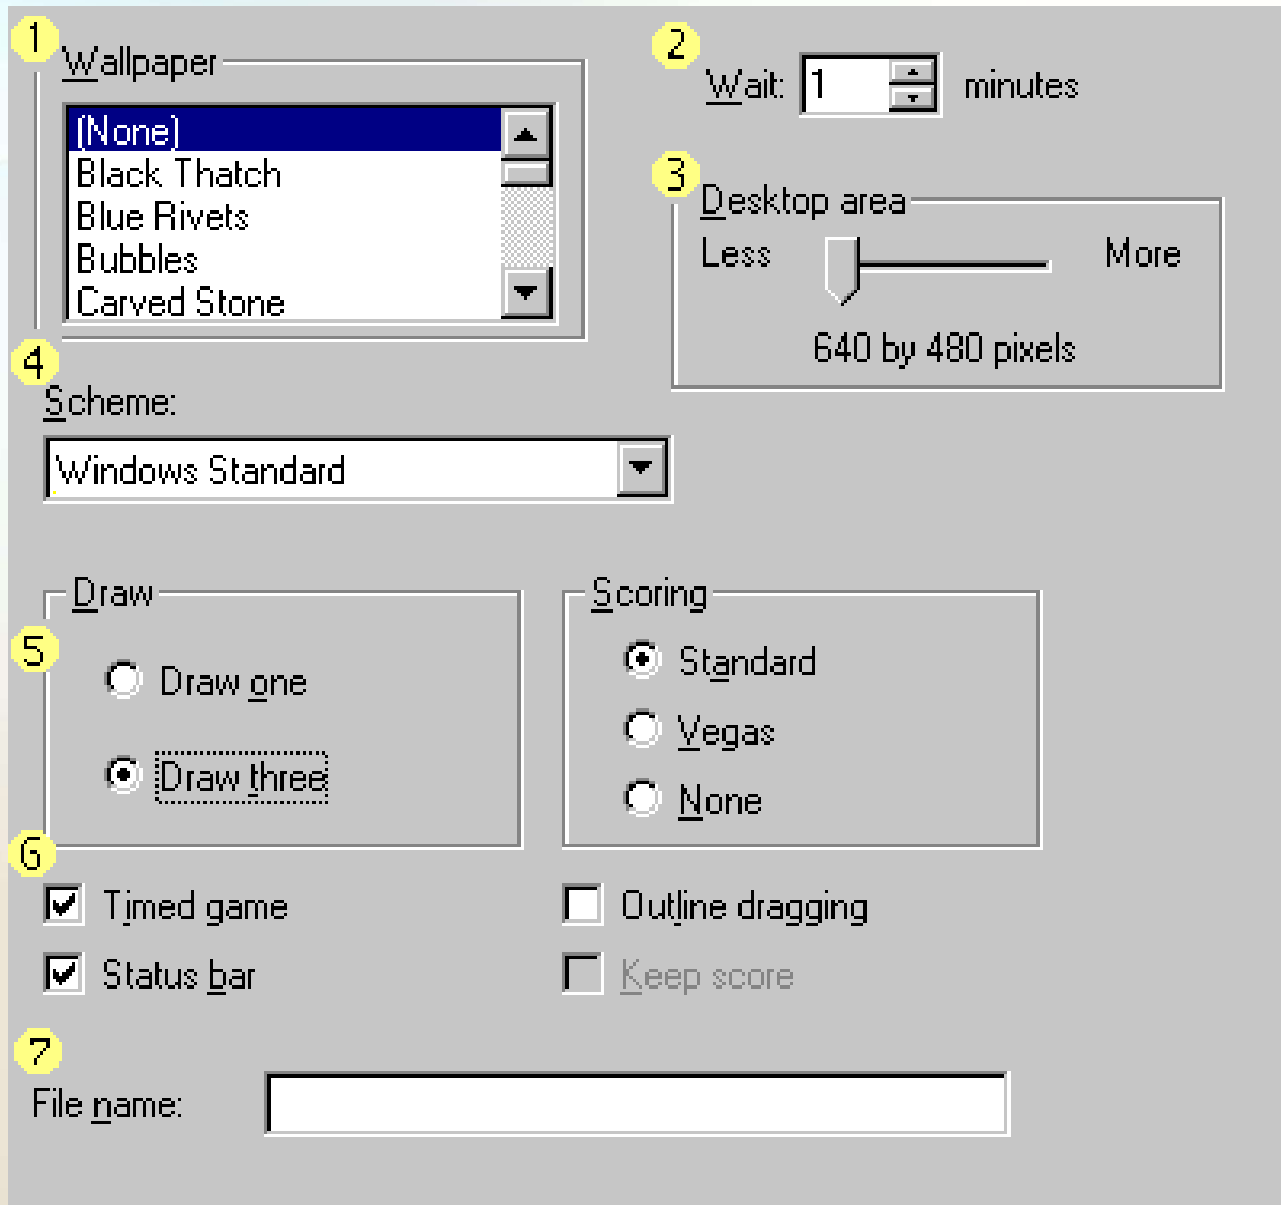 1
Wallpaper
(None)
Black Thatch
Blue Rivets
Bubbles
Carved Stone
2
Wait: 1 minutes
3
Desktop area
Less More
640 by 480 pixels
4
Scheme:
Windows Standard
5
Draw
Draw one
Draw three
Scoring
Standard
Vegas
None
6
Timed game
Outline dragging
Status bar
Keep score
7
File name: